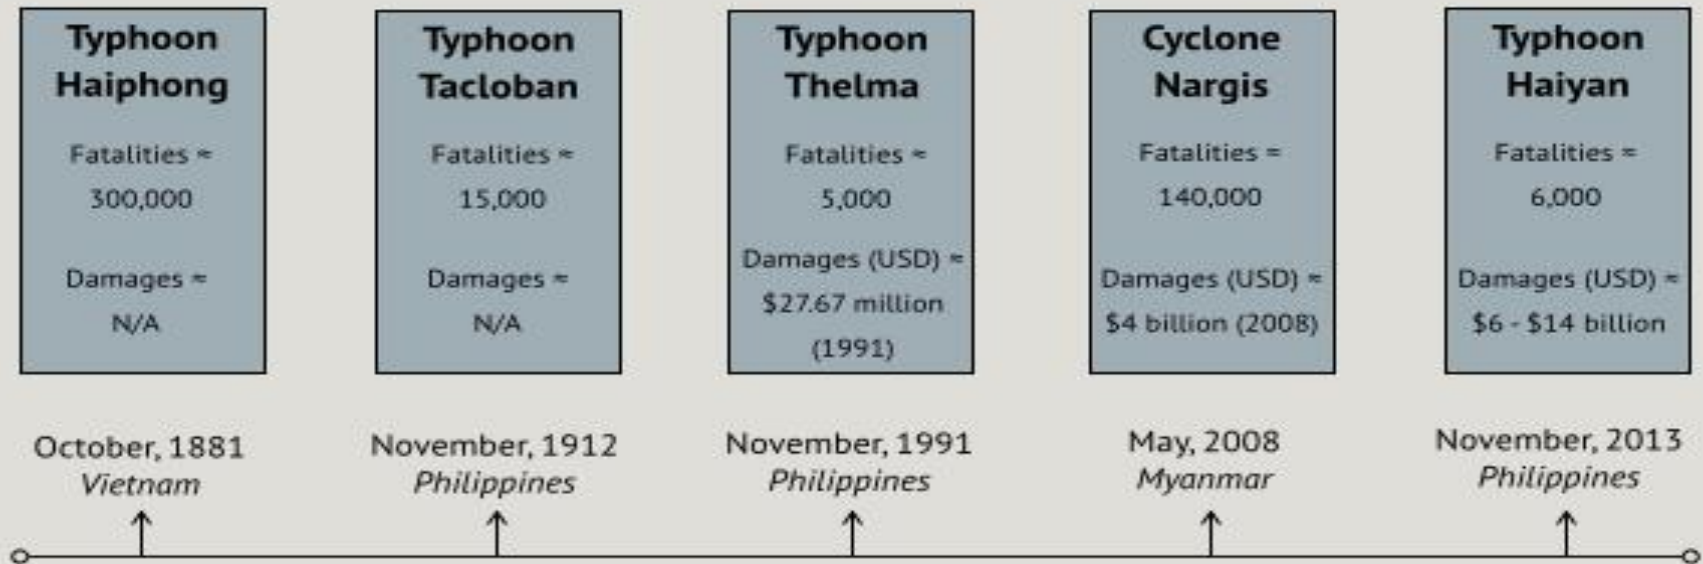 Typhoon
Haiphong
Fatalities ≈
300,000
Damages ≈
N/A
October, 1881
Vietnam
Typhoon
Tacloban
Fatalities ≈
15,000
Damages ≈
N/A
November, 1912
Philippines
Typhoon
Thelma
Fatalities ≈
5,000
Damages (USD) ≈
$27.67 million
(1991)
November, 1991
Philippines
Cyclone
Nargis
Fatalities ≈
140,000
Damages (USD) ≈
$4 billion (2008)
May, 2008
Myanmar
Typhoon
Haiyan
Fatalities ≈
6,000
Damages (USD) ≈
$6 - $14 billion
November, 2013
Philippines